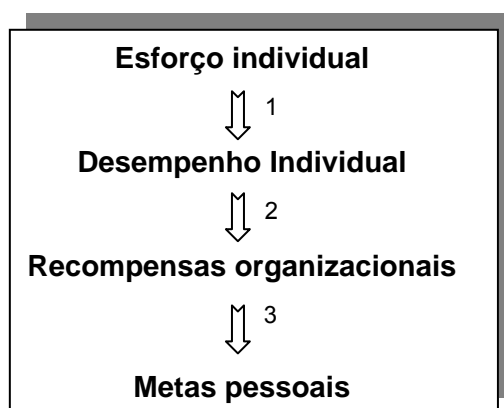 Esforço individual
1
Desempenho Individual
2
Recompensas organizacionais
3
Metas pessoais